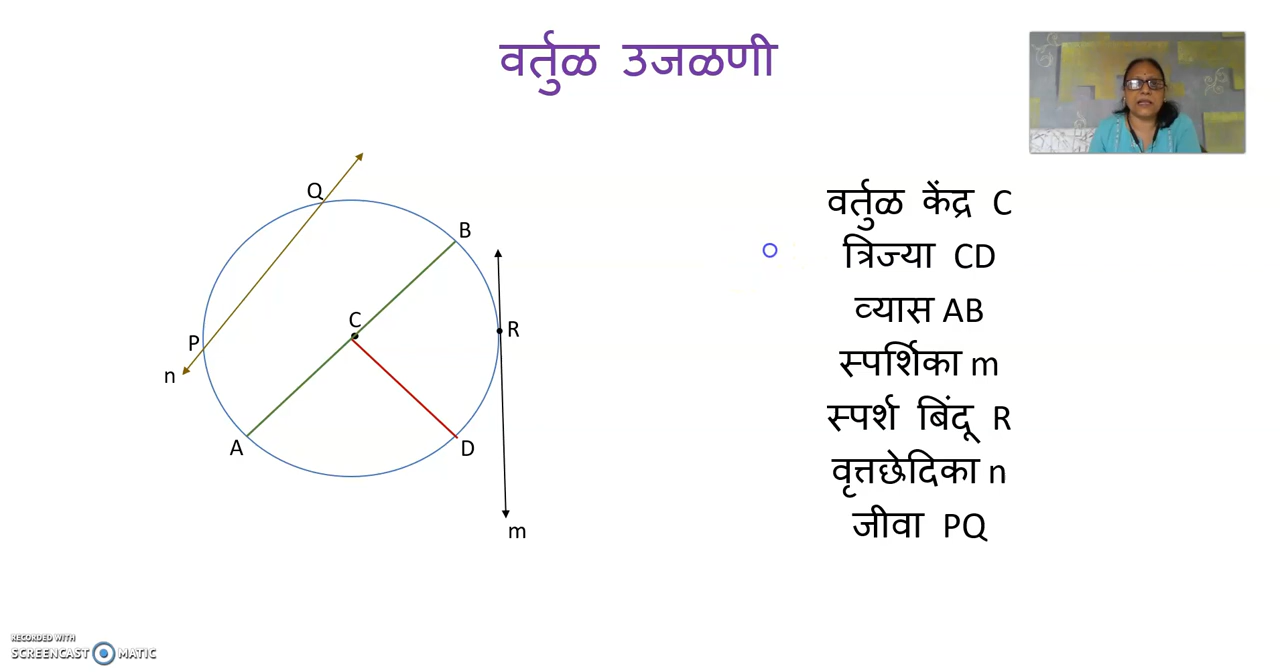 वर्तुळ उजळणी
Q
B
C
R
P
n
A
D
m
वर्तुळ केंद्र C
त्रिज्या CD
व्यास AB
स्पर्शिका m
स्पर्श बिंदू R
वृत्तछेदिका n
जीवा PQ
RECORDED WITH
SCREENCAST MATIC